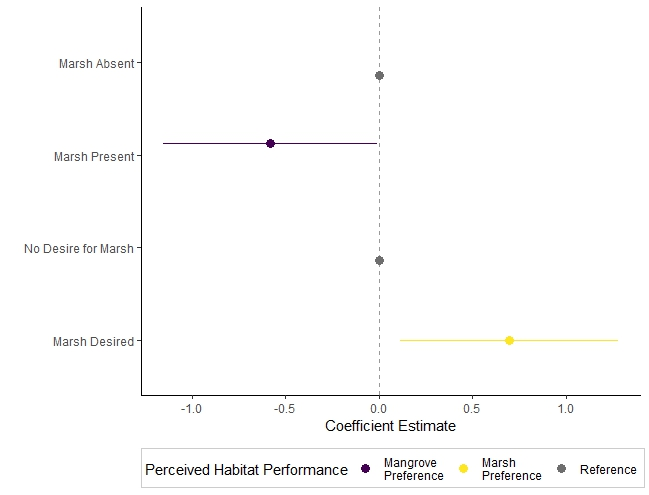 Marsh Absent
Marsh Present
No Desire for Marsh
Marsh Desired
-1.0 -0.5 0.0 0.5 1.0
Coefficient Estimate
Perceived Habitat Performance
Mangrove
Preference
Marsh
Preference
Reference